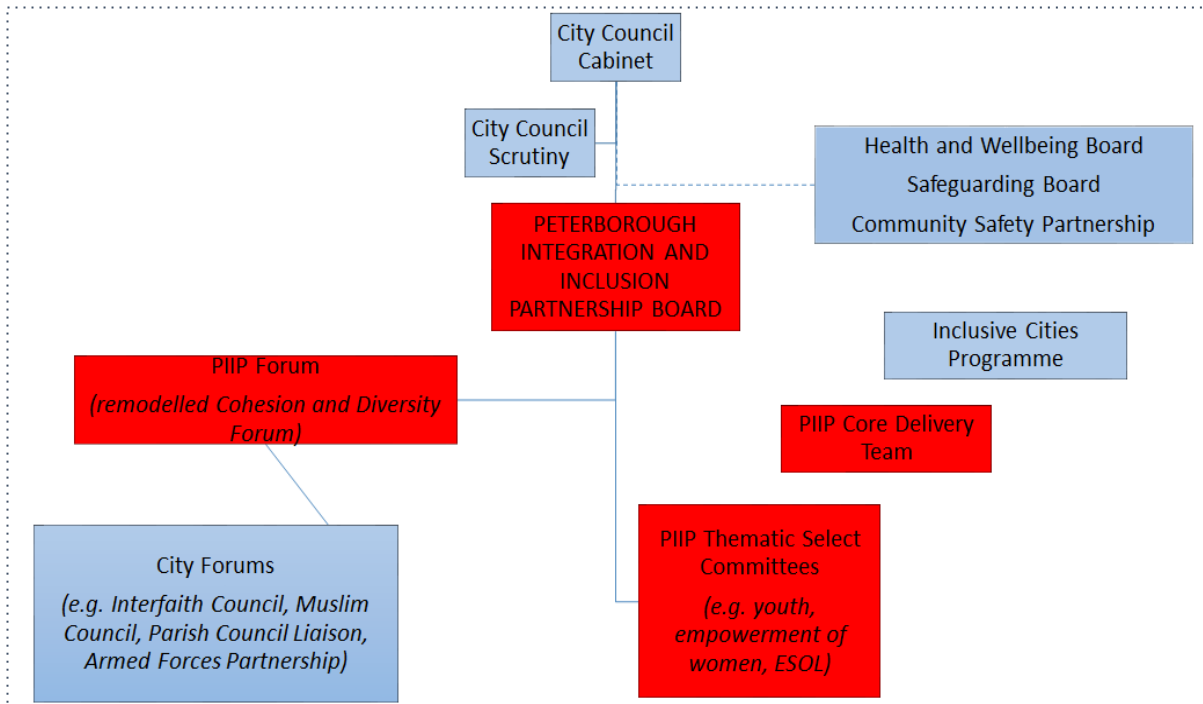 City Council
Cabinet
City Council
Scrutiny
Health and Wellbeing Board
Safeguarding Board
Community Safety Partnership
PETERBOROUGH
INTEGRATION AND
INCLUSION
PARTNERSHIP BOARD
Inclusive Cities
Programme
PIIP Forum
(remodelled Cohesion and Diversity
Forum)
PIIP Core Delivery
Team
City Forums
(e.g. Interfaith Council, Muslim
Council, Parish Council Liaison,
Armed Forces Partnership)
PIIP Thematic Select
Committees
(e.g. youth,
empowerment of
women, ESOL)